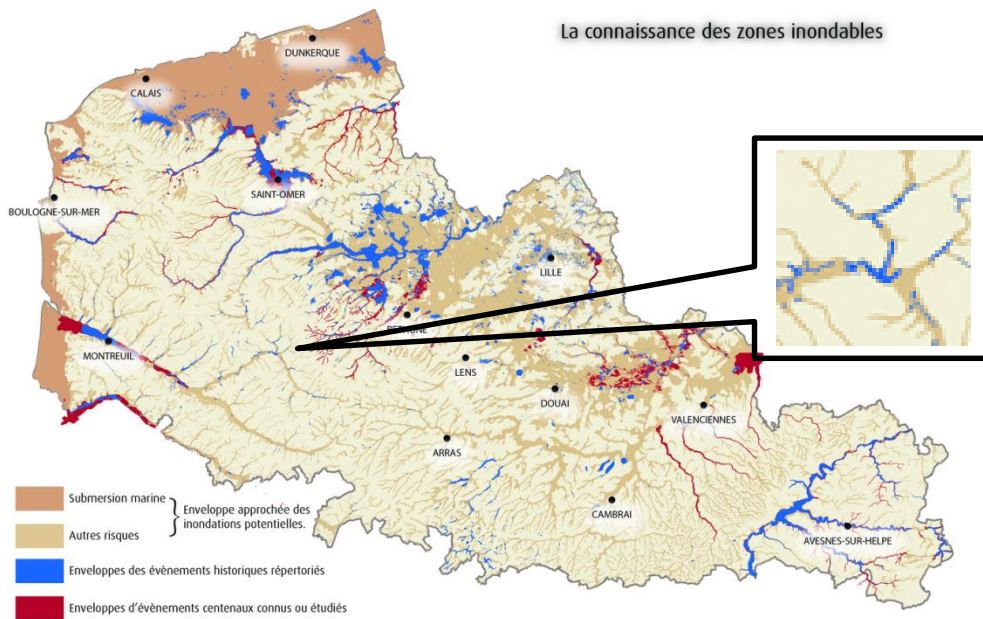 La connaissance des zones inondables
DUNKERQUE
CALAIS
SAINT-OMER
BOULOGNE-SUR-MER
LILLE
MONTREUIL
LENS
DOUAI
VALENCIENNES
ARRAS
CAMBRAI
AVESNES-SUR-HELPE
Submersion marine
Enveloppe approchée des
inondations potentielles.
Autres risques
Enveloppes des évènements historiques répertoriés
Enveloppes d'évènements centenaux connus ou étudiés